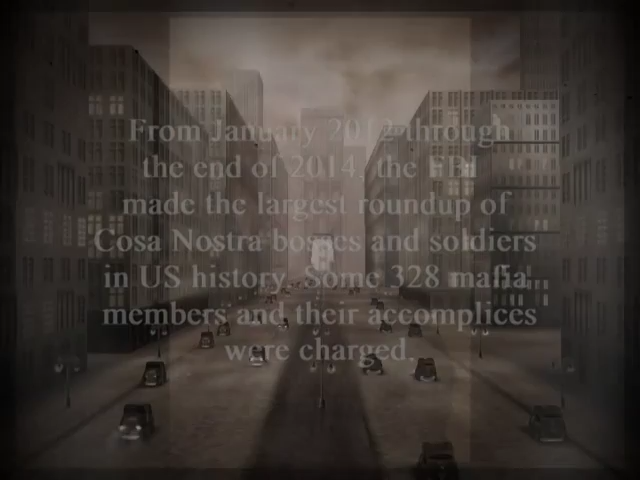 From January 2012 through
the end of 2014, the FBI
made the largest roundup of
Cosa Nostra bosses and soldiers
in US history. Some 328 mafia
members and their accomplices
were charged.